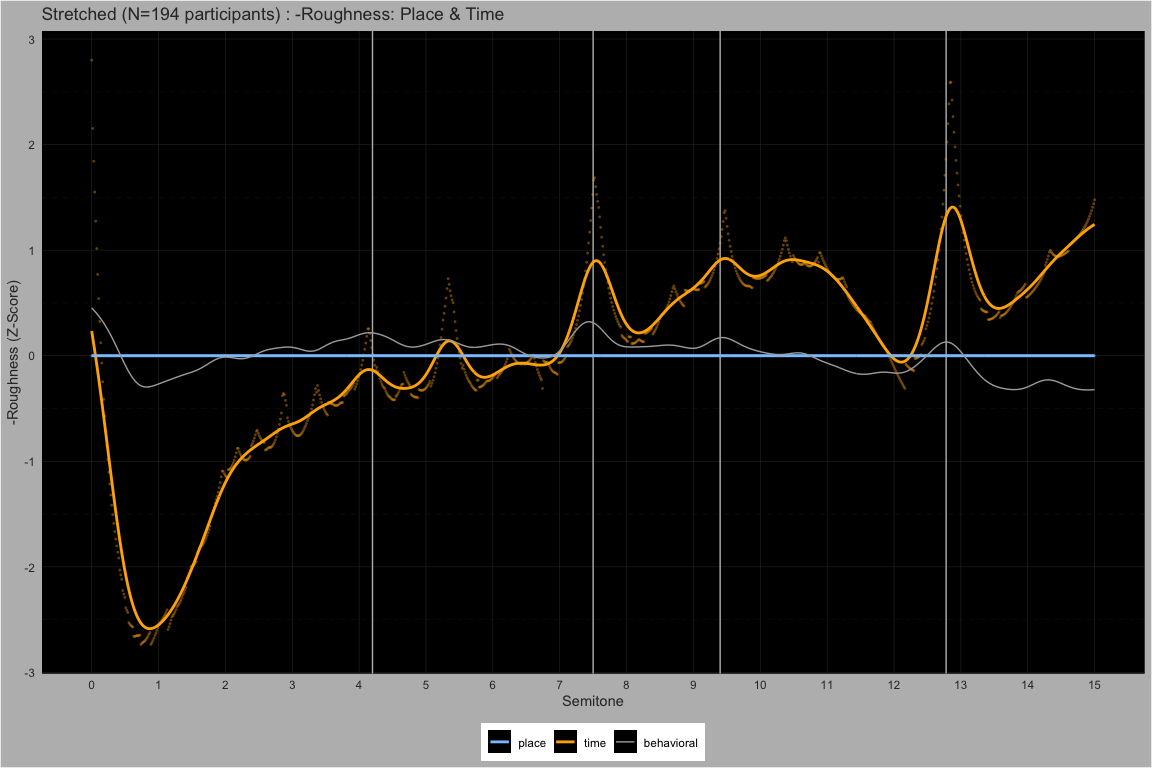 Stretched (N=194 participants) : -Roughness: Place & Time
3
2
1
0
-1
-2
-3
-Roughness (Z-Score)
0 1 2 3 4 5 6 7 8 9 10 11 12 13 14 15
Semitone
place time behavioral